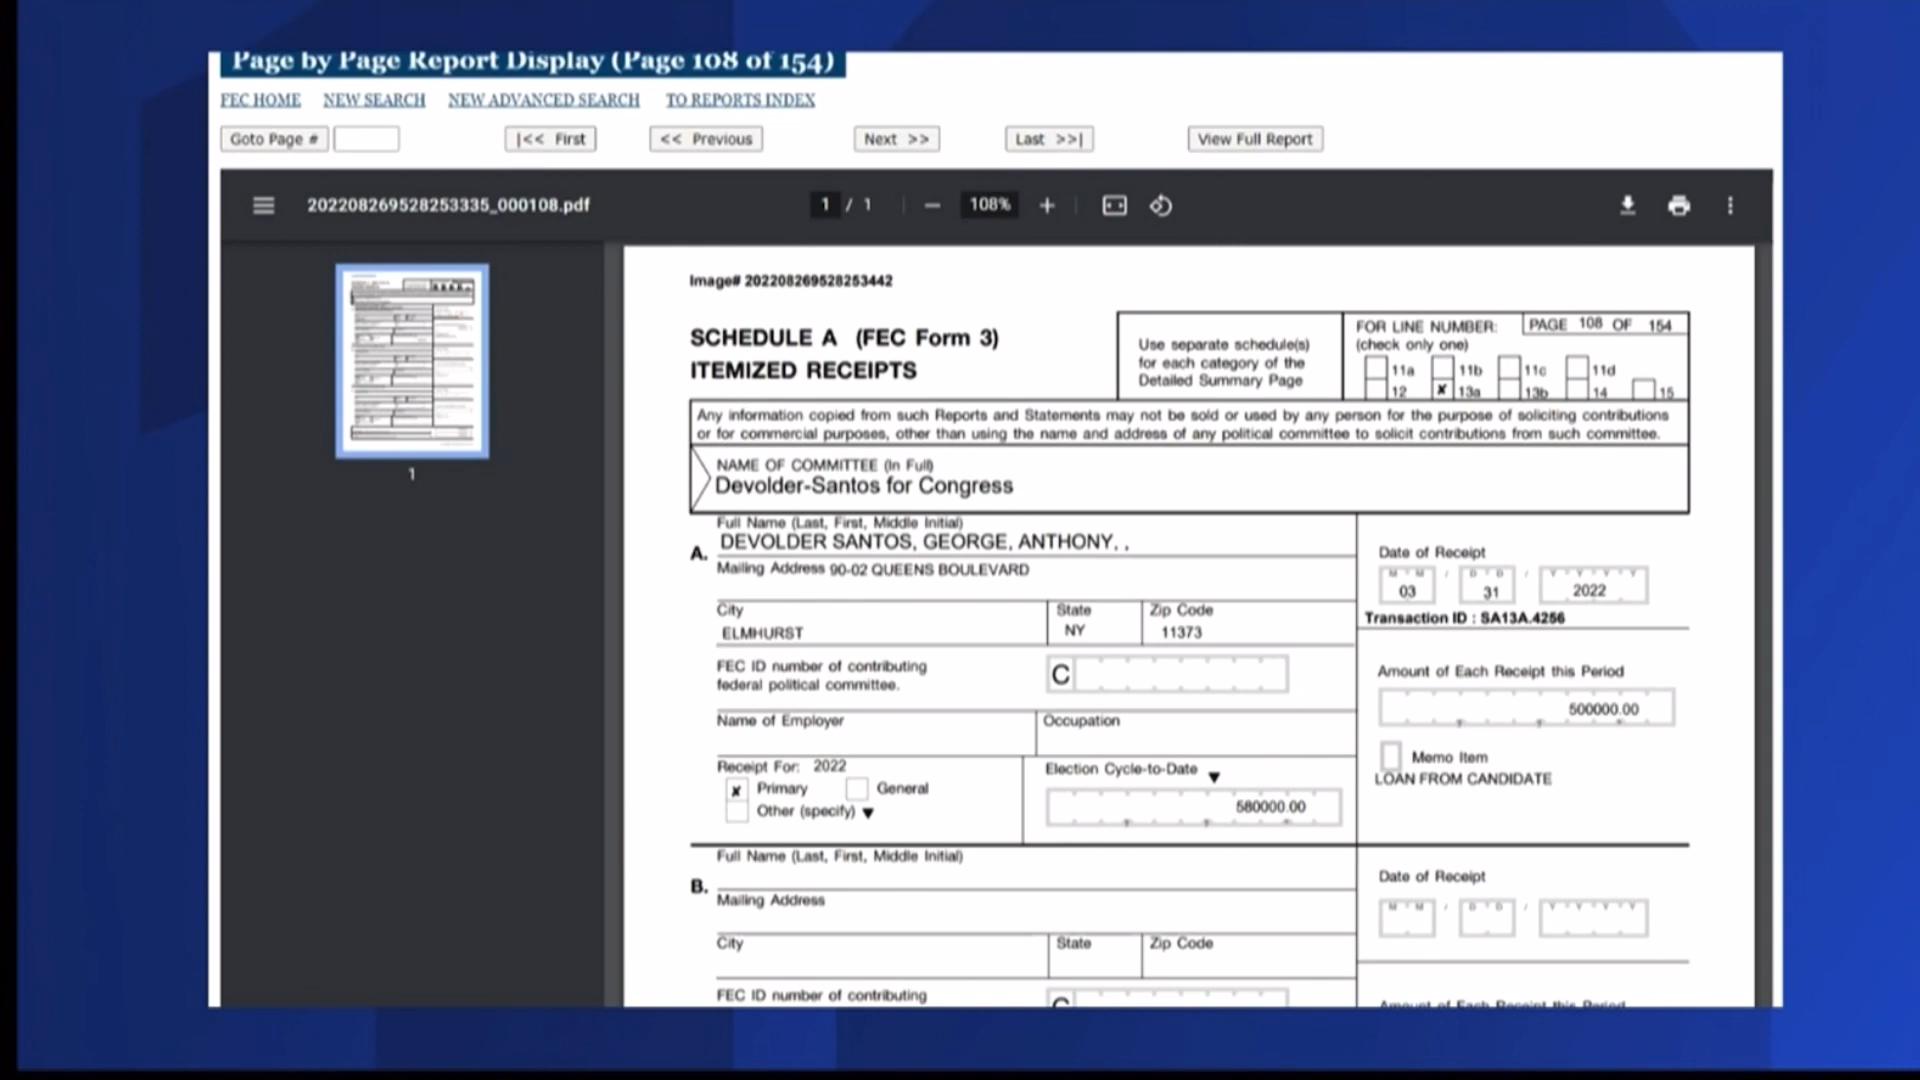 Page by Page Report Display (Page 108 of 154)
FEC HOME NEW SEARCH NEW ADVANCED SEARCH TO REPORTS INDEX
Goto Page # |<< First << Previous Next >> Last >>| View Full Report
202208269528253335_000108.pdf 1 / 1 — 108% +
1
Image# 202208269528253442
SCHEDULE A (FEC Form 3)
ITEMIZED RECEIPTS
Use separate schedule(s)
for each category of the
Detailed Summary Page
FOR LINE NUMBER: PAGE 108 OF 154
(check only one)
11a 11b 11c 11d
12 x 13a 13b 14 15
Any information copied from such Reports and Statements may not be sold or used by any person for the purpose of soliciting contributions
or for commercial purposes, other than using the name and address of any political committee to solicit contributions from such committee.
NAME OF COMMITTEE (In Full)
Devolder-Santos for Congress
Full Name (Last, First, Middle Initial)
A. DEVOLDER SANTOS, GEORGE, ANTHONY, ,
Mailing Address 90-02 QUEENS BOULEVARD
City State Zip Code
ELMHURST NY 11373
FEC ID number of contributing
federal political committee. C
Name of Employer Occupation
Receipt For: 2022
x Primary General
Other (specify) ▼
Election Cycle-to-Date ▼
580000.00
Date of Receipt
M M / D D / Y Y Y Y
03 31 2022
Transaction ID : SA13A.4256
Amount of Each Receipt this Period
500000.00
Memo Item
LOAN FROM CANDIDATE
Full Name (Last, First, Middle Initial)
B.
Mailing Address
City State Zip Code
FEC ID number of contributing
C
Date of Receipt
M M / D D / Y Y Y Y
Amount of Each Receipt this Period